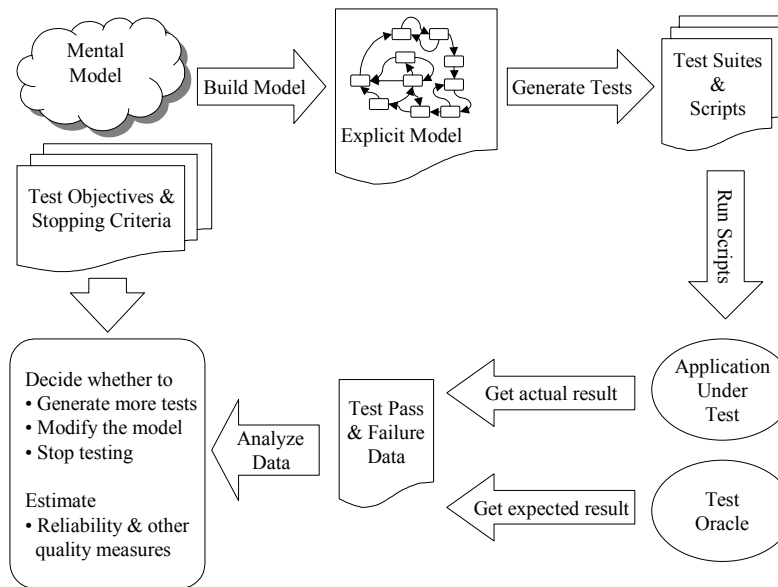 Mental
Model
Build Model
Explicit Model
Generate Tests
Test Suites
&
Scripts
Test Objectives &
Stopping Criteria
Run Scripts
Decide whether to
• Generate more tests
• Modify the model
• Stop testing
Estimate
• Reliability & other
quality measures
Analyze
Data
Test Pass
& Failure
Data
Get actual result
Application
Under
Test
Get expected result
Test
Oracle